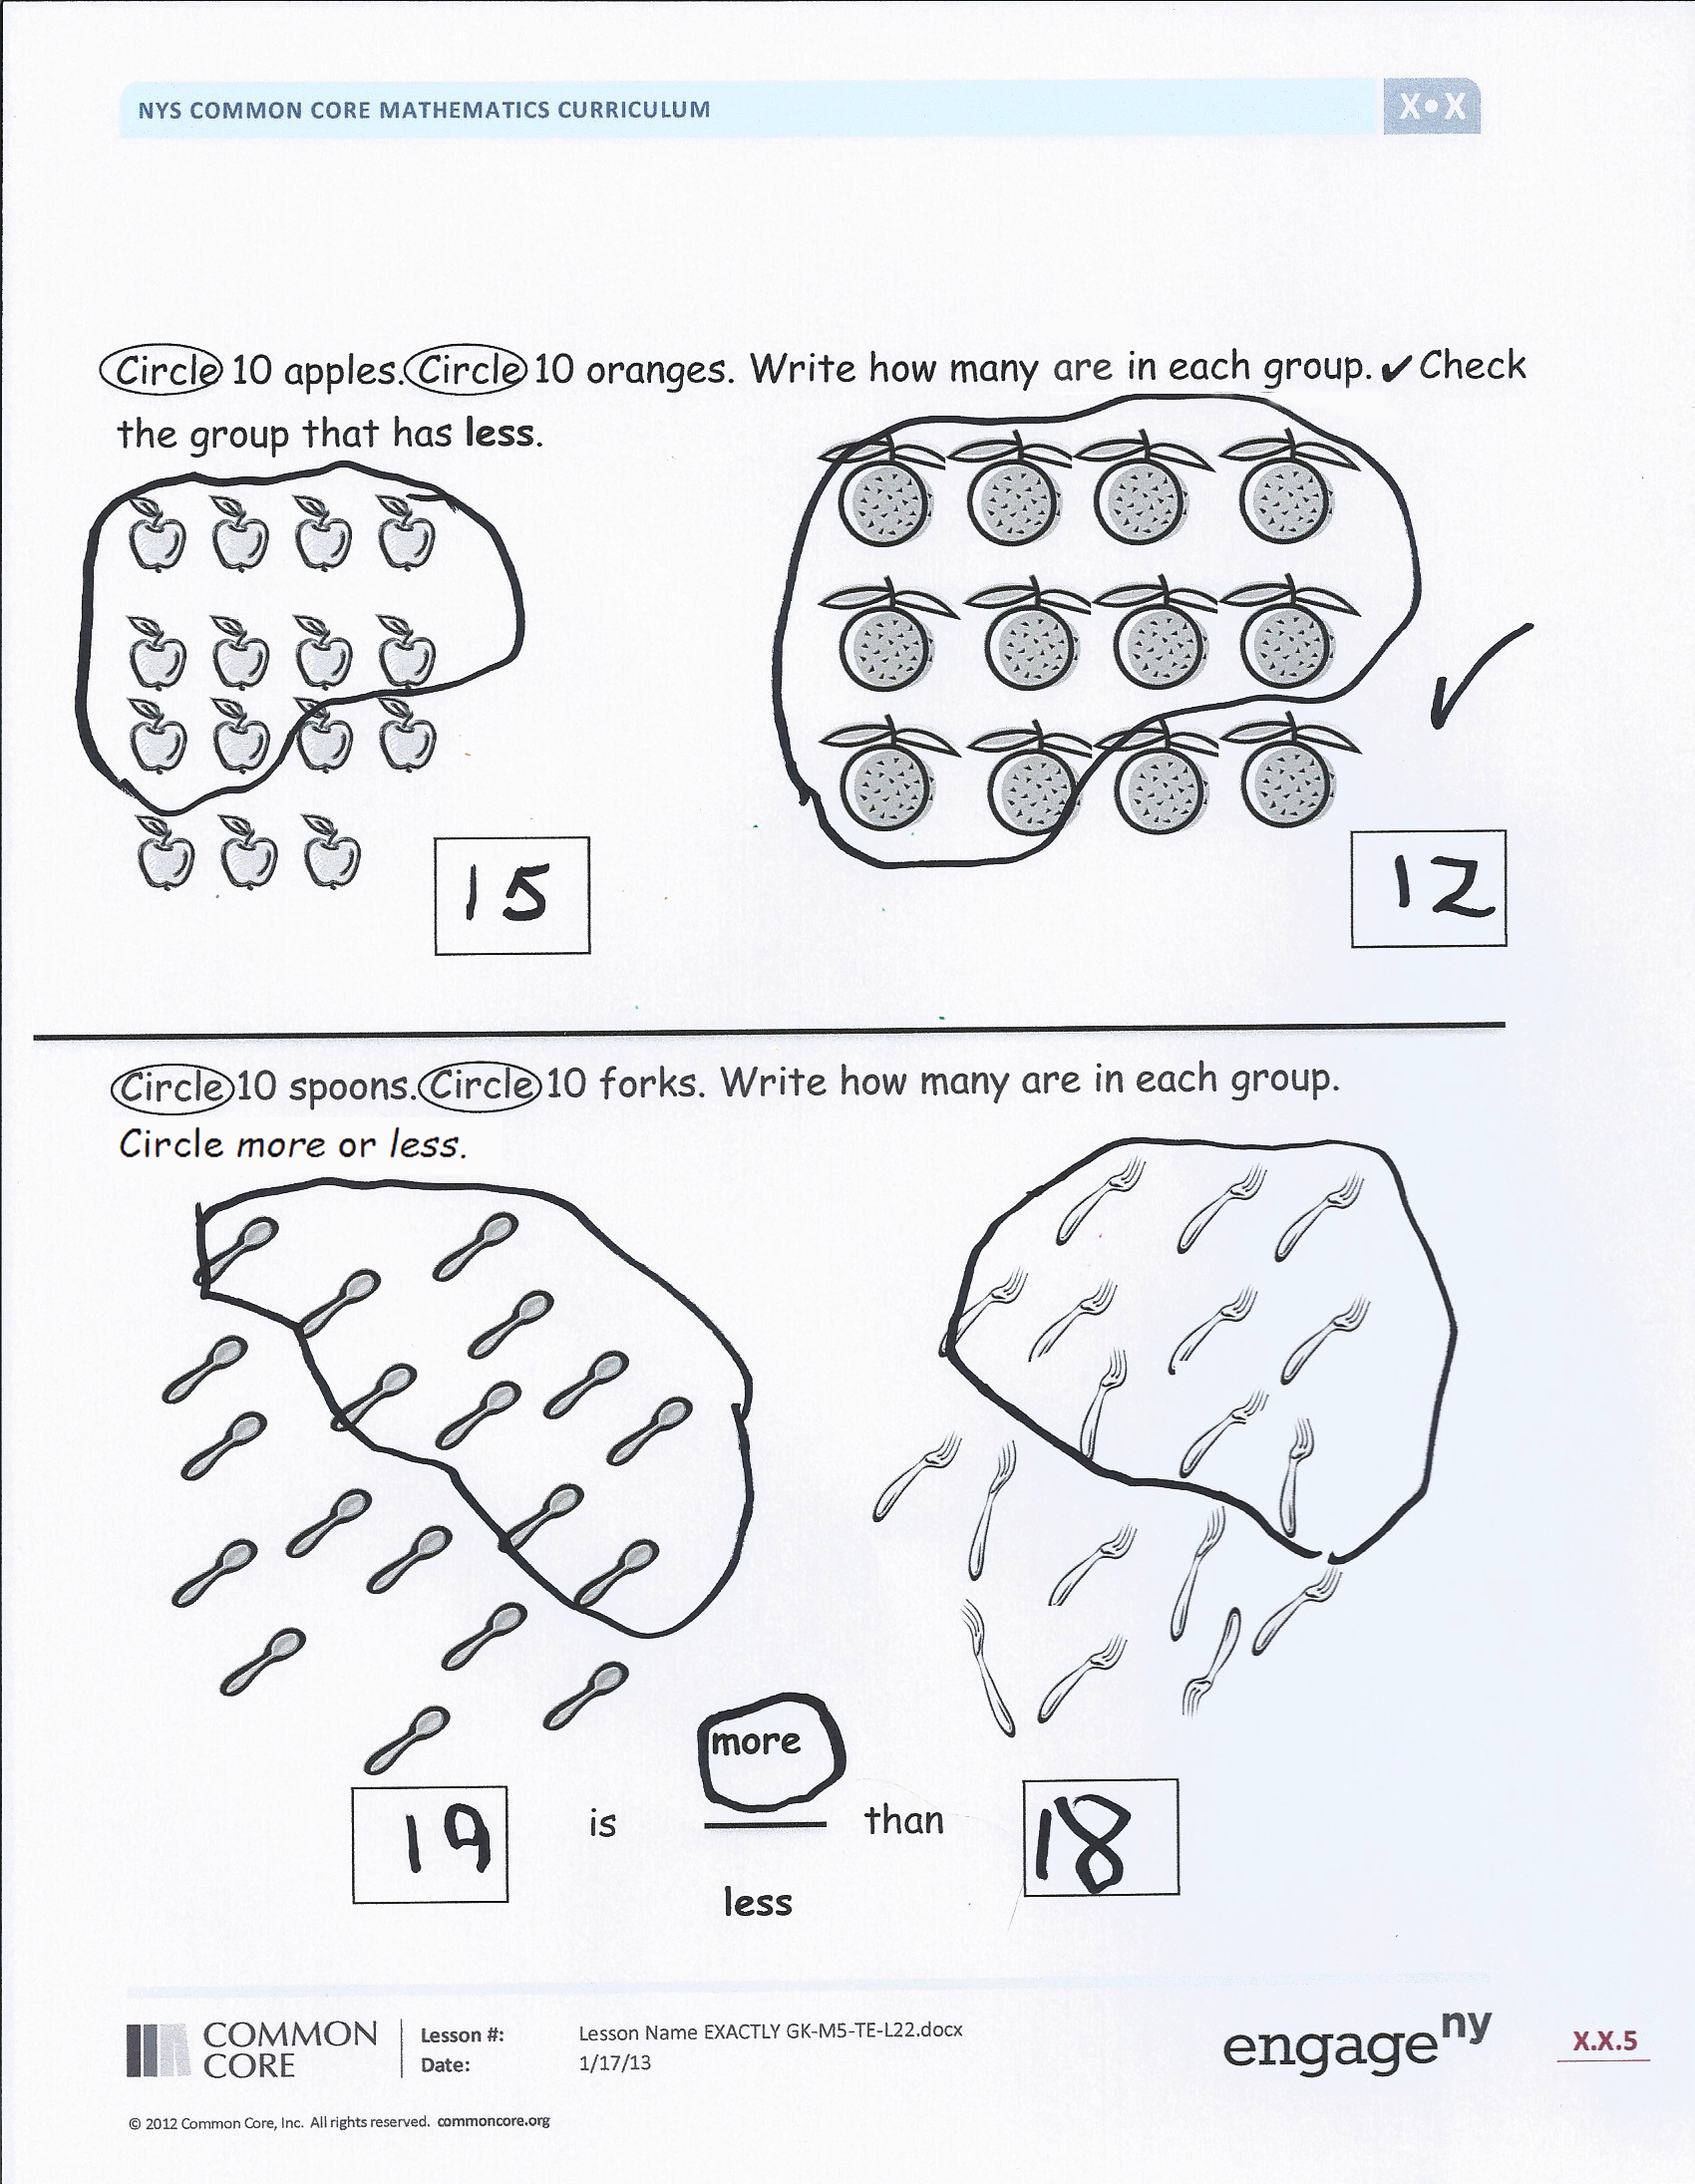 NYS COMMON CORE MATHEMATICS CURRICULUM X•X
Circle 10 apples. Circle 10 oranges. Write how many are in each group. ✔ Check
the group that has less.
15
12
Circle 10 spoons. Circle 10 forks. Write how many are in each group.
Circle more or less.
more
19 is than 18
less
COMMON CORE
Lesson #: Lesson Name EXACTLY GK-M5-TE-L22.docx
Date: 1/17/13
engage ny
X.X.5
© 2012 Common Core, Inc. All rights reserved. commoncore.org